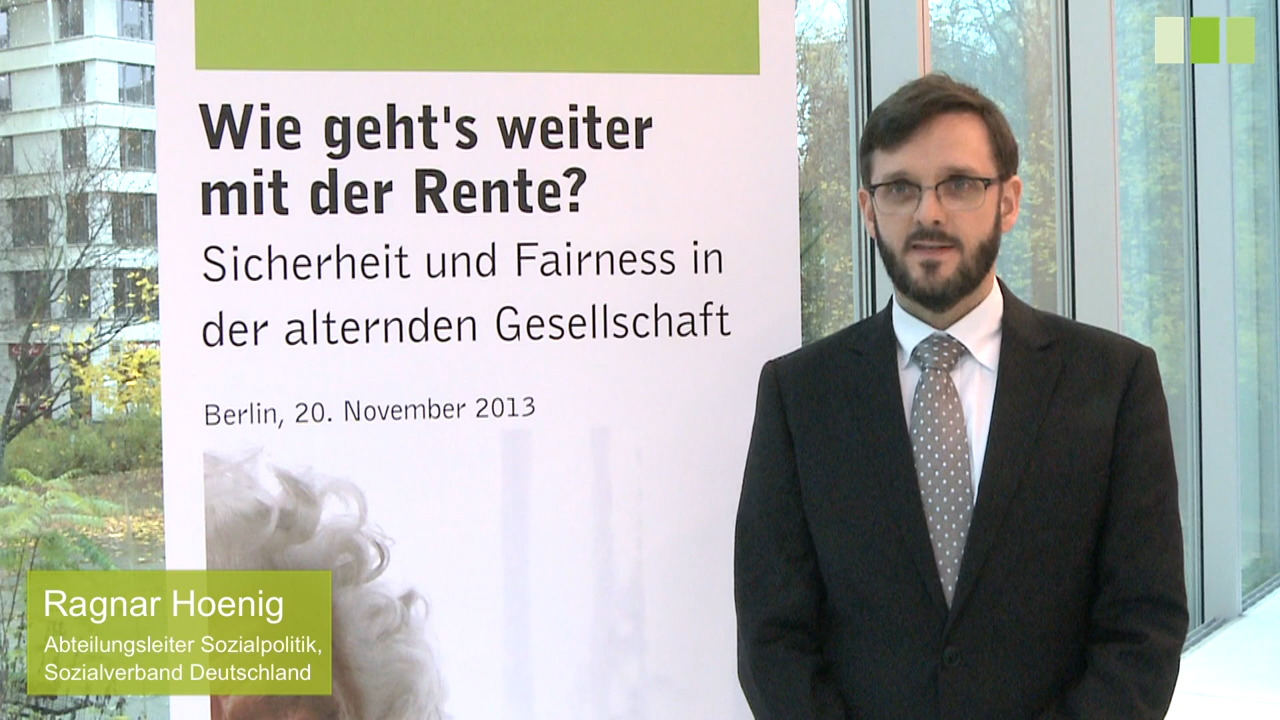 Wie geht's weiter
mit der Rente?
Sicherheit und Fairness in
der alternden Gesellschaft
Berlin, 20. November 2013
Ragnar Hoenig
Abteilungsleiter Sozialpolitik,
Sozialverband Deutschland